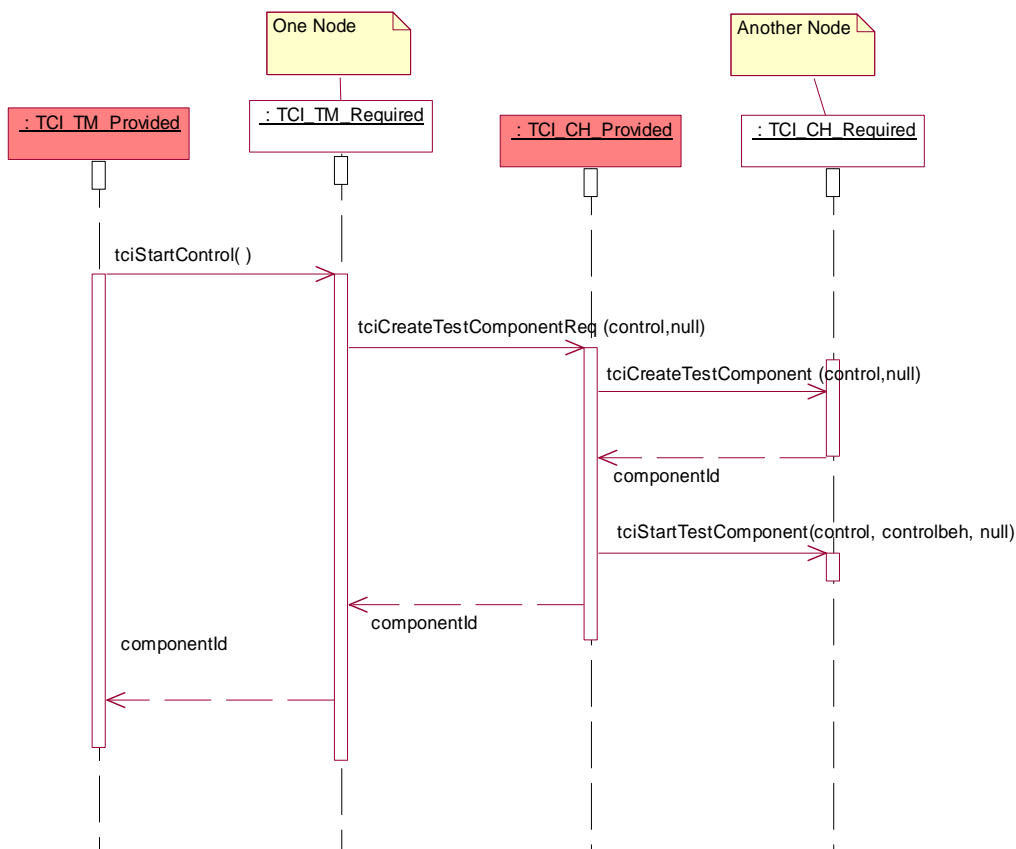 One Node
Another Node
: TCI_TM_Provided
: TCI_TM_Required
: TCI_CH_Provided
: TCI_CH_Required
tciStartControl( )
tciCreateTestComponentReq (control,null)
tciCreateTestComponent (control,null)
componentId
tciStartTestComponent(control, controlbeh, null)
componentId
componentId